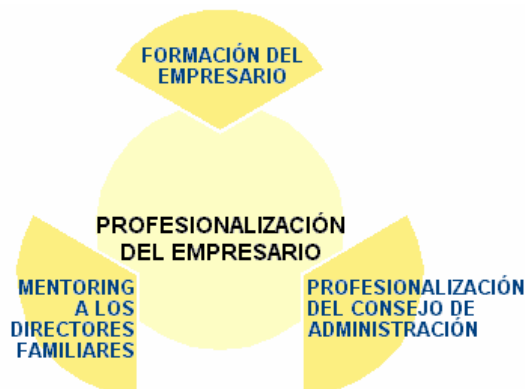 FORMACIÓN DEL
EMPRESARIO
PROFESIONALIZACIÓN
DEL EMPRESARIO
MENTORING
A LOS
DIRECTORES
FAMILIARES
PROFESIONALIZACIÓN
DEL CONSEJO DE
ADMINISTRACIÓN